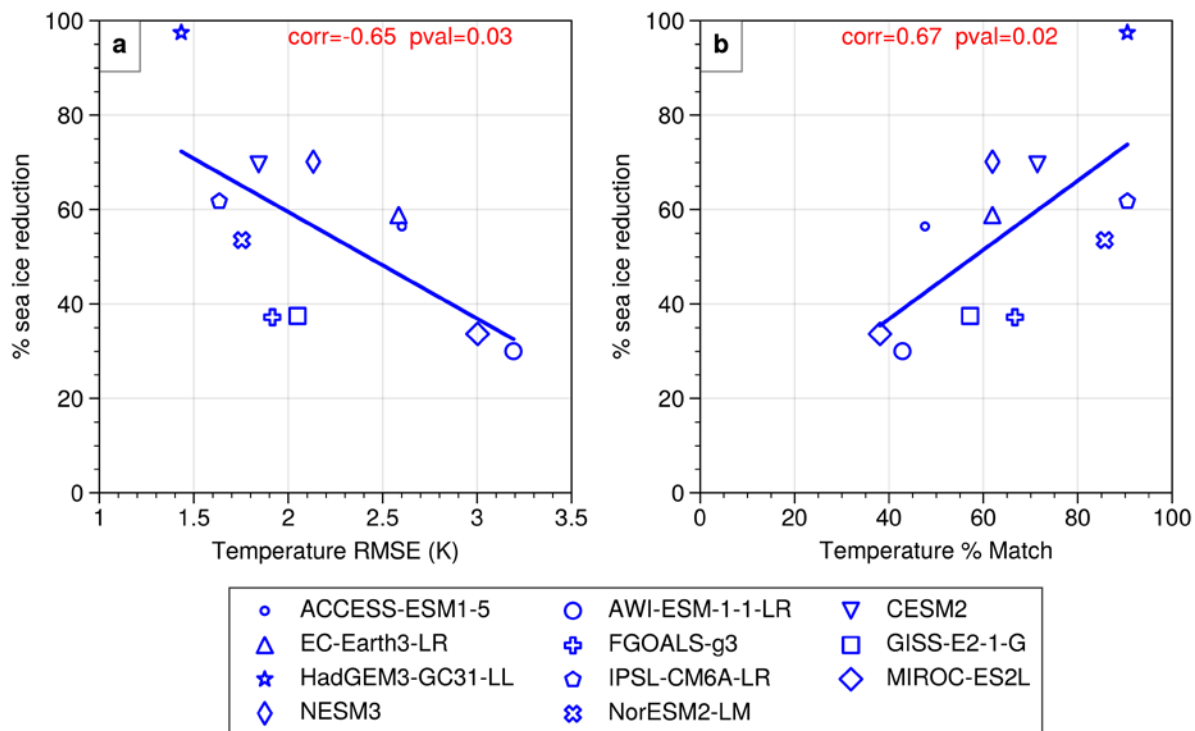 a
corr=-0.65 pval=0.03
% sea ice reduction
100
80
60
40
20
0
1 1.5 2 2.5 3 3.5
Temperature RMSE (K)
b
corr=0.67 pval=0.02
% sea ice reduction
100
80
60
40
20
0
0 20 40 60 80 100
Temperature % Match
ACCESS-ESM1-5 AWI-ESM-1-1-LR CESM2
EC-Earth3-LR FGOALS-g3 GISS-E2-1-G
HadGEM3-GC31-LL IPSL-CM6A-LR MIROC-ES2L
NESM3 NorESM2-LM